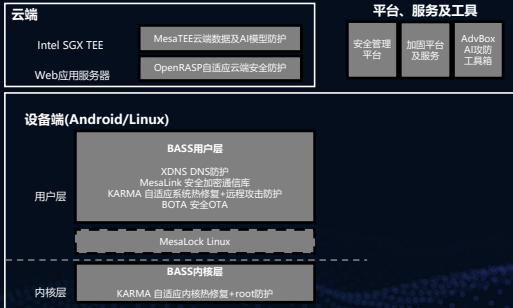 云端
Intel SGX TEE
MesaTEE云端数据及AI模型防护
Web应用服务器
OpenRASP自适应云端安全防护
平台、服务及工具
安全管理
平台
加固平台
及服务
AdvBox
AI攻防
工具箱
设备端(Android/Linux)
用户层
BASS用户层
XDNS DNS防护
MesaLink 安全加密通信库
KARMA 自适应系统热修复+远程攻击防护
BOTA 安全OTA
MesaLock Linux
内核层
BASS内核层
KARMA 自适应内核热修复+root防护